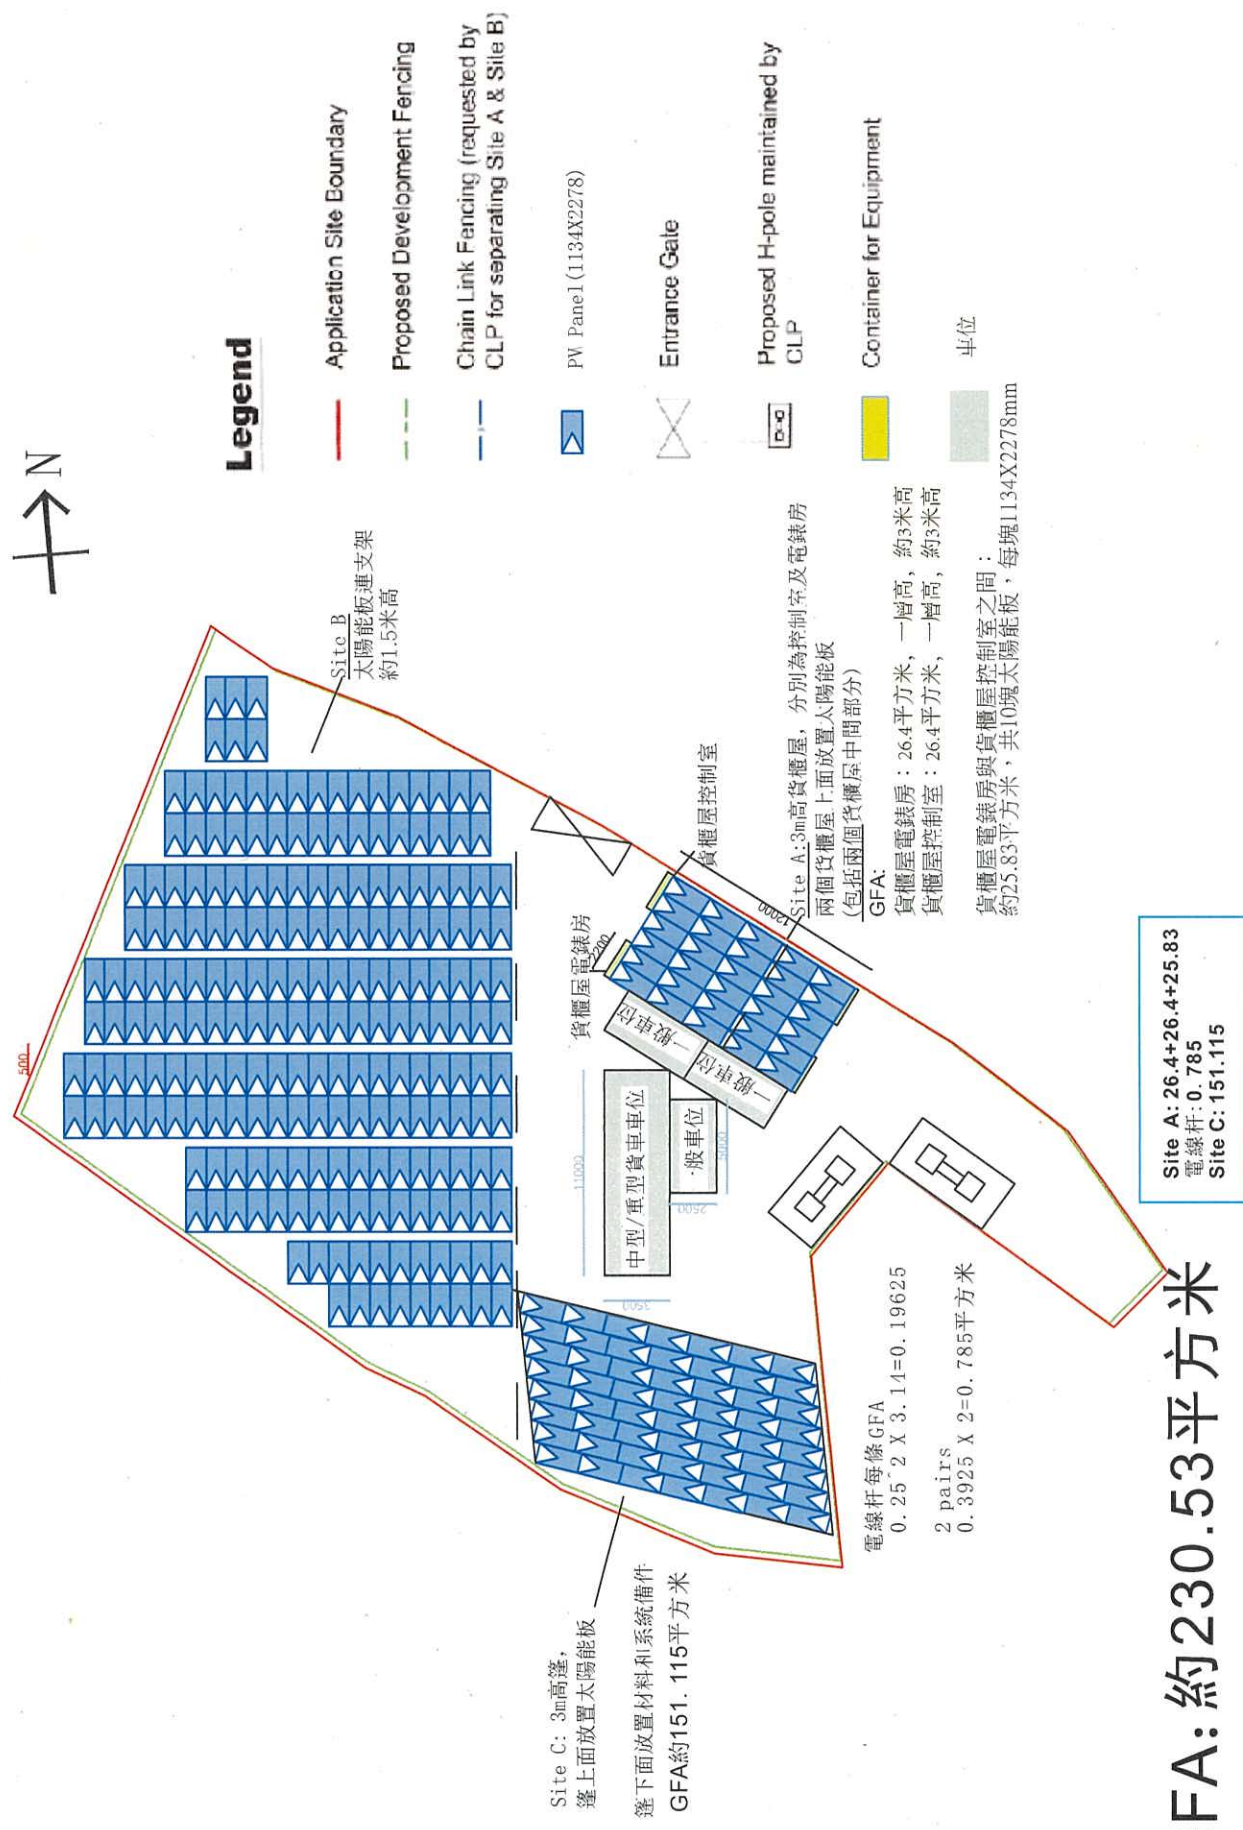 N
Legend
Application Site Boundary
Proposed Development Fencing
Chain Link Fencing (requested by
CLP for separating Site A & Site B)
PV Panel(1134X2278)
Entrance Gate
Proposed H-pole maintained by
CLP
Container for Equipment
車位
Site B
太陽能板連支架
約1.5米高
500
貨櫃屋控制室
貨櫃屋電錶房
2200
12000
Site A:3m高貨櫃屋，分別為控制室及電錶房
兩個貨櫃屋上面放置太陽能板
(包括兩個貨櫃屋中間部分)
GFA:
貨櫃屋電錶房：26.4平方米，一層高，約3米高
貨櫃屋控制室：26.4平方米，一層高，約3米高
貨櫃屋電錶房與貨櫃屋控制室之間：
約25.83平方米，共10塊太陽能板，每塊1134X2278mm
一般車位
一般車位
中型/重型貨車車位
一般車位
11000
3500
5000
2500
Site C: 3m高篷，
篷上面放置太陽能板
篷下面放置材料和系統備件
GFA約151.115平方米
電線杆每條GFA
0.25^2 X 3.14=0.19625
2 pairs
0.3925 X 2=0.785平方米
Site A: 26.4+26.4+25.83
電線杆: 0.785
Site C: 151.115
FA: 約230.53平方米